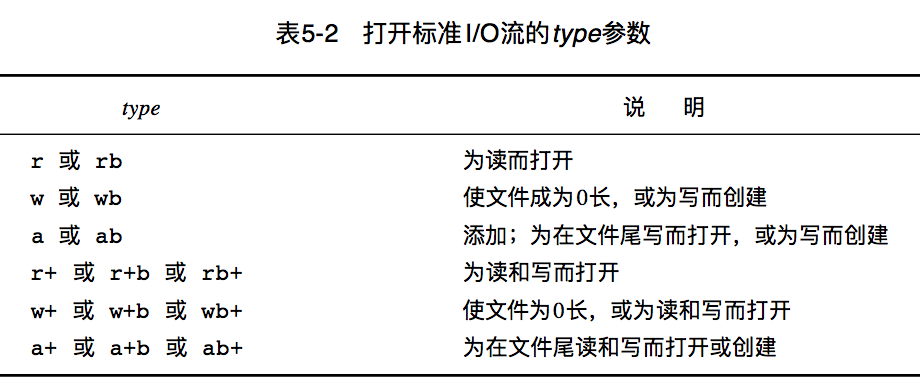 表5-2 打开标准I/O流的type参数
type 说 明
r 或 rb 为读而打开
w 或 wb 使文件成为0长，或为写而创建
a 或 ab 添加；为在文件尾写而打开，或为写而创建
r+ 或 r+b 或 rb+ 为读和写而打开
w+ 或 w+b 或 wb+ 使文件为0长，或为读和写而打开
a+ 或 a+b 或 ab+ 为在文件尾读和写而打开或创建